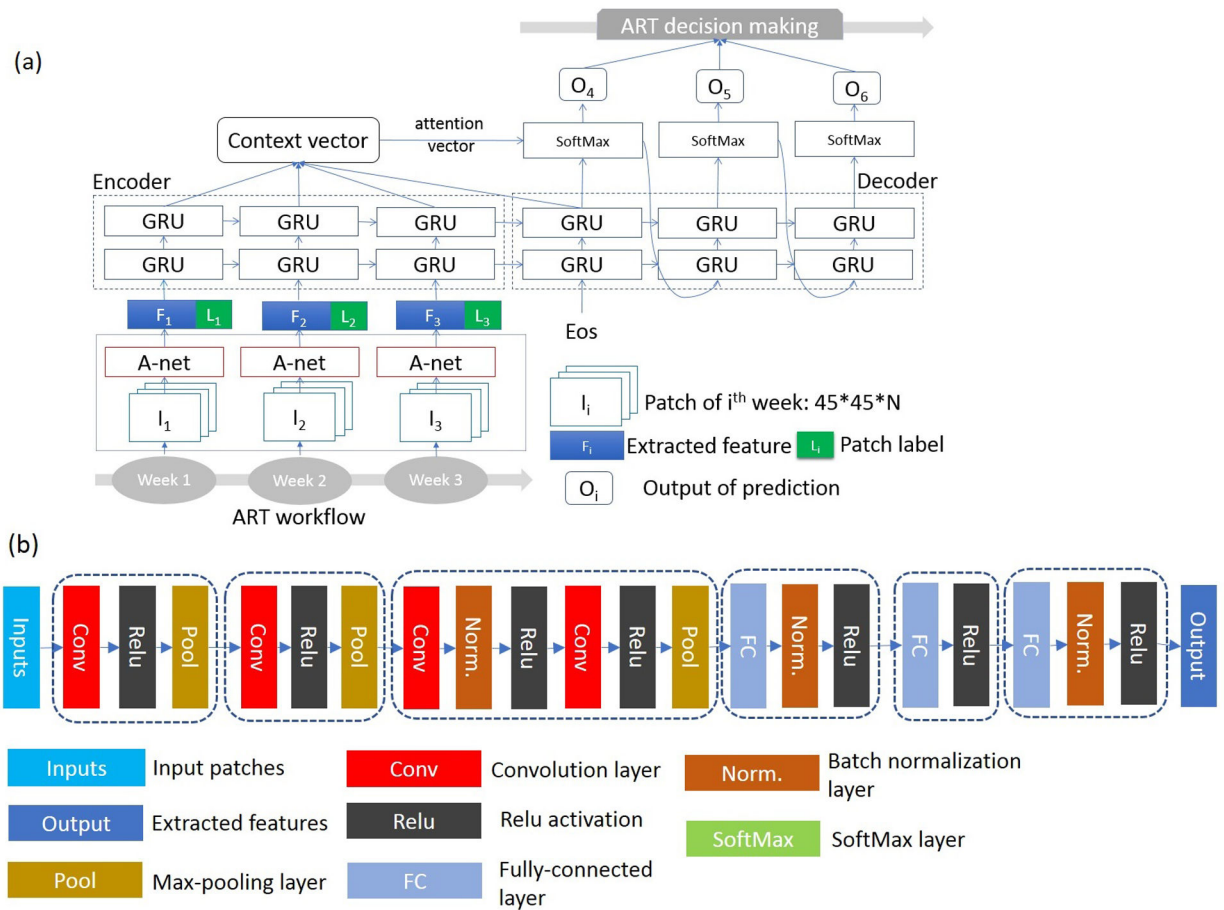 (a)
ART decision making
O4
O5
O6
Context vector
attention
vector
SoftMax
SoftMax
SoftMax
Encoder
Decoder
GRU
GRU
GRU
GRU
GRU
GRU
GRU
GRU
GRU
GRU
GRU
GRU
F1
L1
F2
L2
F3
L3
Eos
A-net
A-net
A-net
I1
I2
I3
Ii
Patch of ith week: 45*45*N
Fi
Extracted feature
Li
Patch label
Week 1
Week 2
Week 3
Oi
Output of prediction
ART workflow
(b)
Inputs
Conv
Relu
Pool
Conv
Relu
Pool
Conv
Norm.
Relu
Conv
Relu
Pool
FC
Norm.
Relu
FC
Relu
FC
Norm.
Relu
Output
Inputs
Input patches
Conv
Convolution layer
Norm.
Batch normalization
layer
Output
Extracted features
Relu
Relu activation
SoftMax
SoftMax layer
Pool
Max-pooling layer
FC
Fully-connected
layer